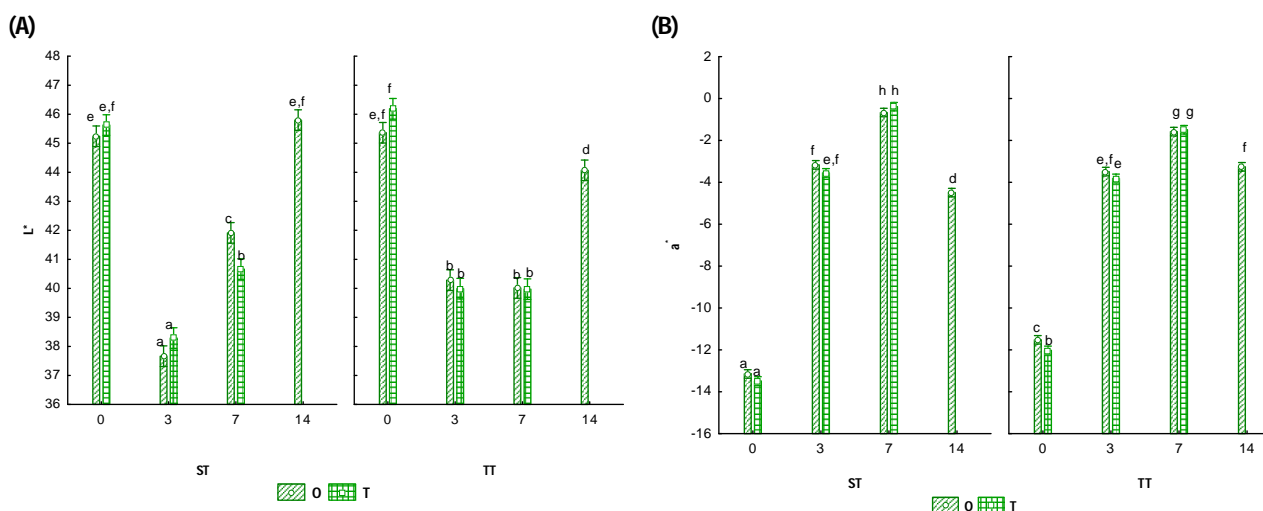 (A)
48
47
46
45
44
43
42
41
40
39
38
37
36
L*
e
e,f
a
a
c
b
e,f
e,f
f
b
b
b
b
d
0
3
7
14
0
3
7
14
ST
TT
O
T
(B)
2
0
-2
-4
-6
-8
-10
-12
-14
-16
a*
a
a
f
e,f
h
h
d
c
b
e,f
e
g
g
f
0
3
7
14
0
3
7
14
ST
TT
O
T